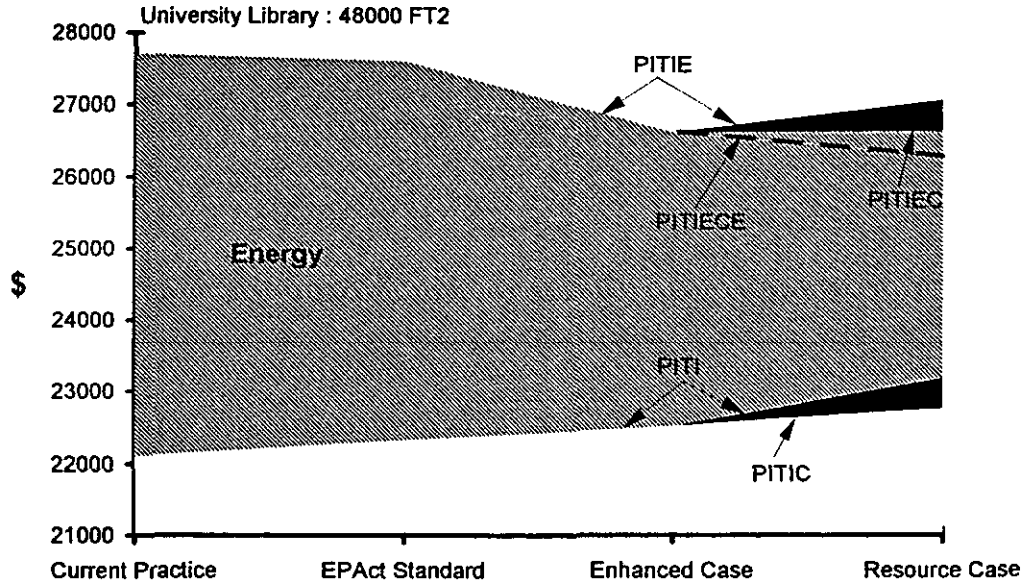 University Library : 48000 FT2
28000
27000
26000
25000
24000
23000
22000
21000
$
PITIE
PITIEC
PITIECE
Energy
PITI
PITIC
Current Practice
EPAct Standard
Enhanced Case
Resource Case